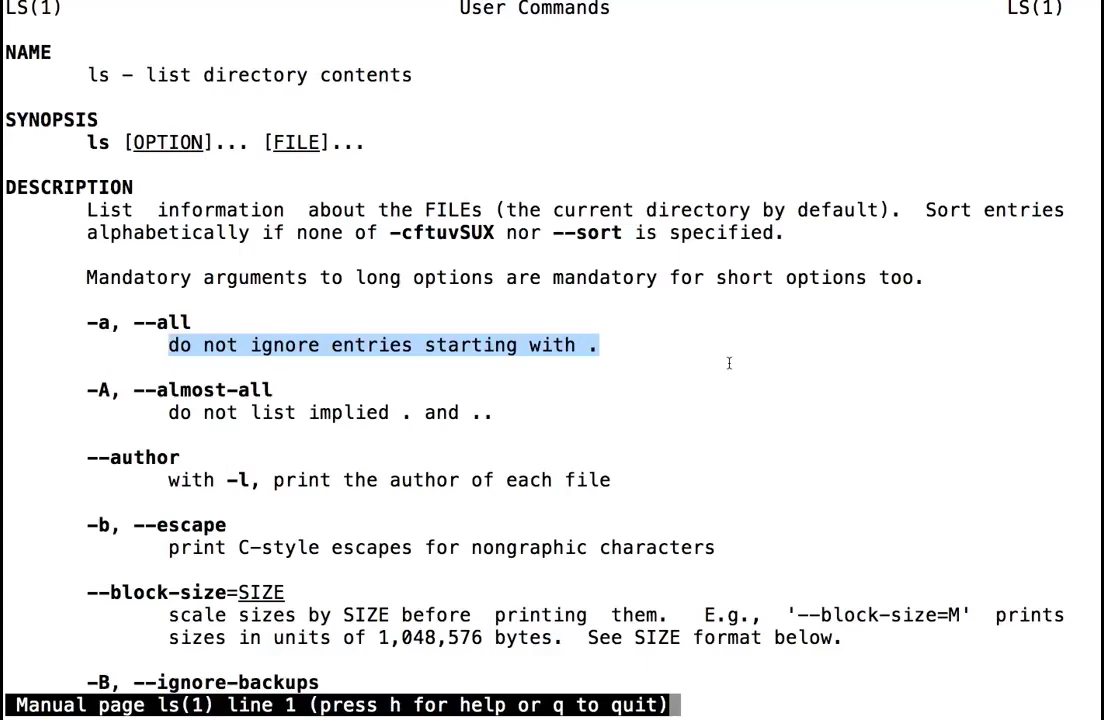 LS(1) User Commands LS(1)
NAME
ls - list directory contents
SYNOPSIS
ls [OPTION]... [FILE]...
DESCRIPTION
List information about the FILEs (the current directory by default). Sort entries
alphabetically if none of -cftuvSUX nor --sort is specified.
Mandatory arguments to long options are mandatory for short options too.
-a, --all
do not ignore entries starting with .
-A, --almost-all
do not list implied . and ..
--author
with -l, print the author of each file
-b, --escape
print C-style escapes for nongraphic characters
--block-size=SIZE
scale sizes by SIZE before printing them. E.g., '--block-size=M' prints
sizes in units of 1,048,576 bytes. See SIZE format below.
-B, --ignore-backups
Manual page ls(1) line 1 (press h for help or q to quit)